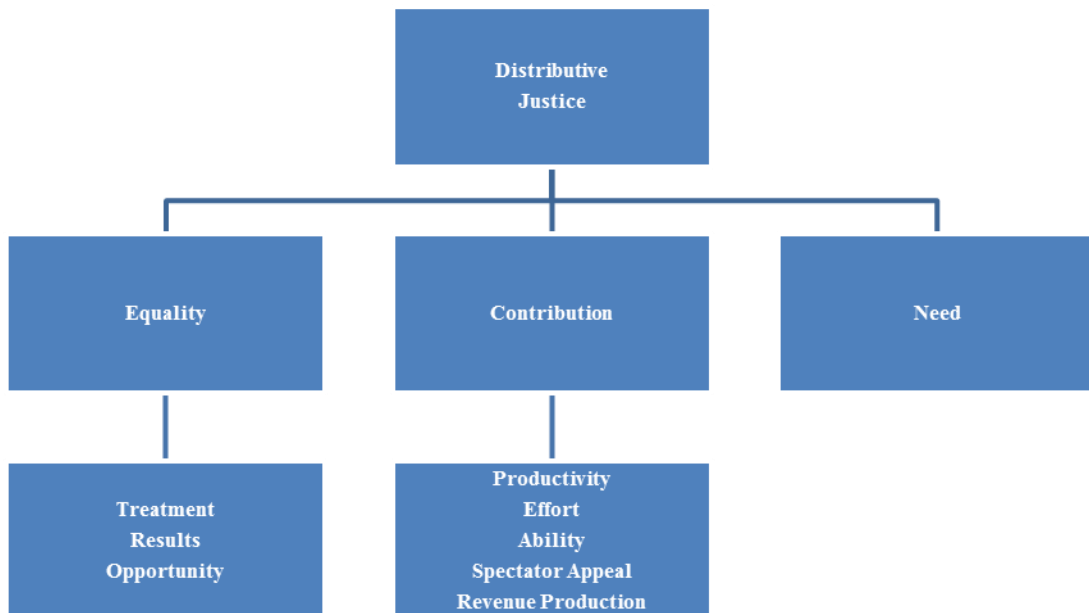 Distributive
Justice
Equality
Contribution
Need
Treatment
Results
Opportunity
Productivity
Effort
Ability
Spectator Appeal
Revenue Production